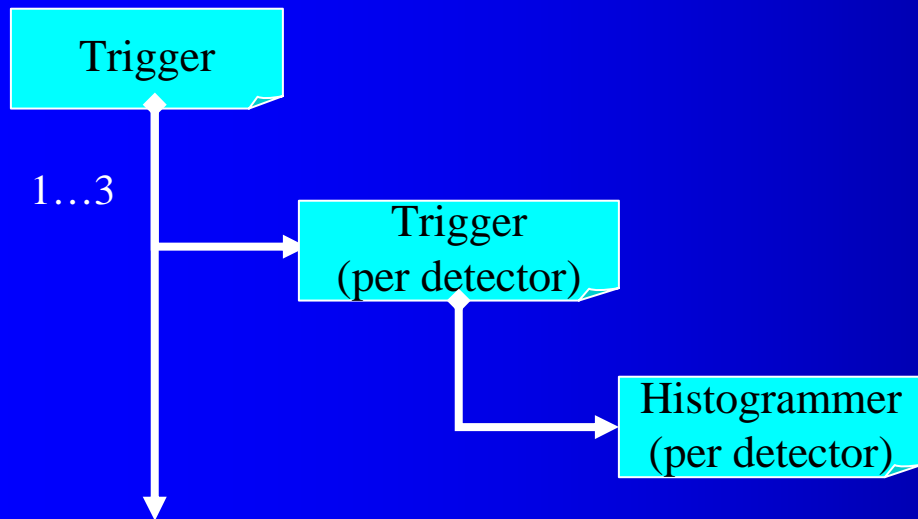 Trigger
1…3
Trigger
(per detector)
Histogrammer
(per detector)